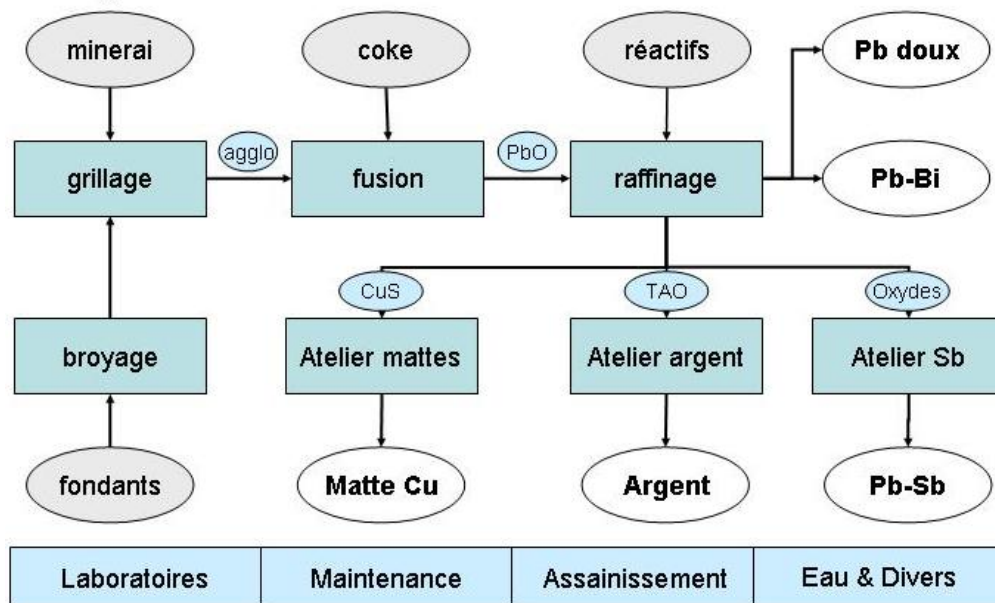 minerai
coke
réactifs
Pb doux
grillage
agglo
fusion
PbO
raffinage
Pb-Bi
CuS
TAO
Oxydes
broyage
Atelier mattes
Atelier argent
Atelier Sb
fondants
Matte Cu
Argent
Pb-Sb
Laboratoires
Maintenance
Assainissement
Eau & Divers